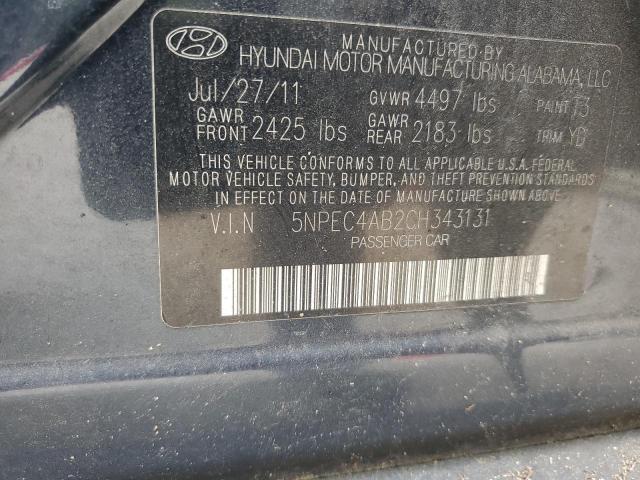 MANUFACTURED BY
HYUNDAI MOTOR MANUFACTURING ALABAMA, LLC
Jul/27/11 GVWR 4497 lbs PAINT T3
GAWR FRONT 2425 lbs GAWR REAR 2183 lbs TRIM YD
THIS VEHICLE CONFORMS TO ALL APPLICABLE U.S.A. FEDERAL
MOTOR VEHICLE SAFETY, BUMPER, AND THEFT PREVENTION STANDARDS
IN EFFECT ON THE DATE OF MANUFACTURE SHOWN ABOVE
V.I.N 5NPEC4AB2CH343131
PASSENGER CAR